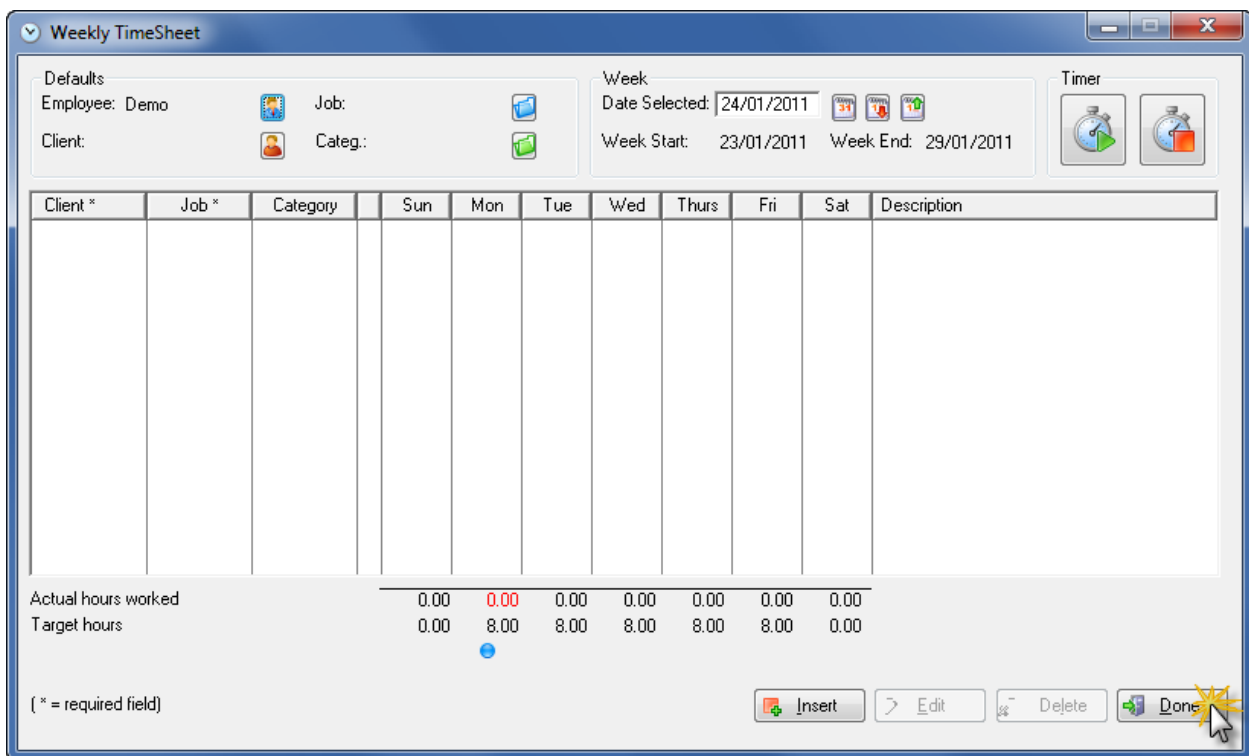 Weekly TimeSheet
Defaults
Employee: Demo Job:
Client: Categ.:
Week
Date Selected: 24/01/2011
Week Start: 23/01/2011 Week End: 29/01/2011
Timer
Client * Job * Category Sun Mon Tue Wed Thurs Fri Sat Description
Actual hours worked 0.00 0.00 0.00 0.00 0.00 0.00 0.00
Target hours 0.00 8.00 8.00 8.00 8.00 8.00 0.00
( * = required field) Insert Edit Delete Done